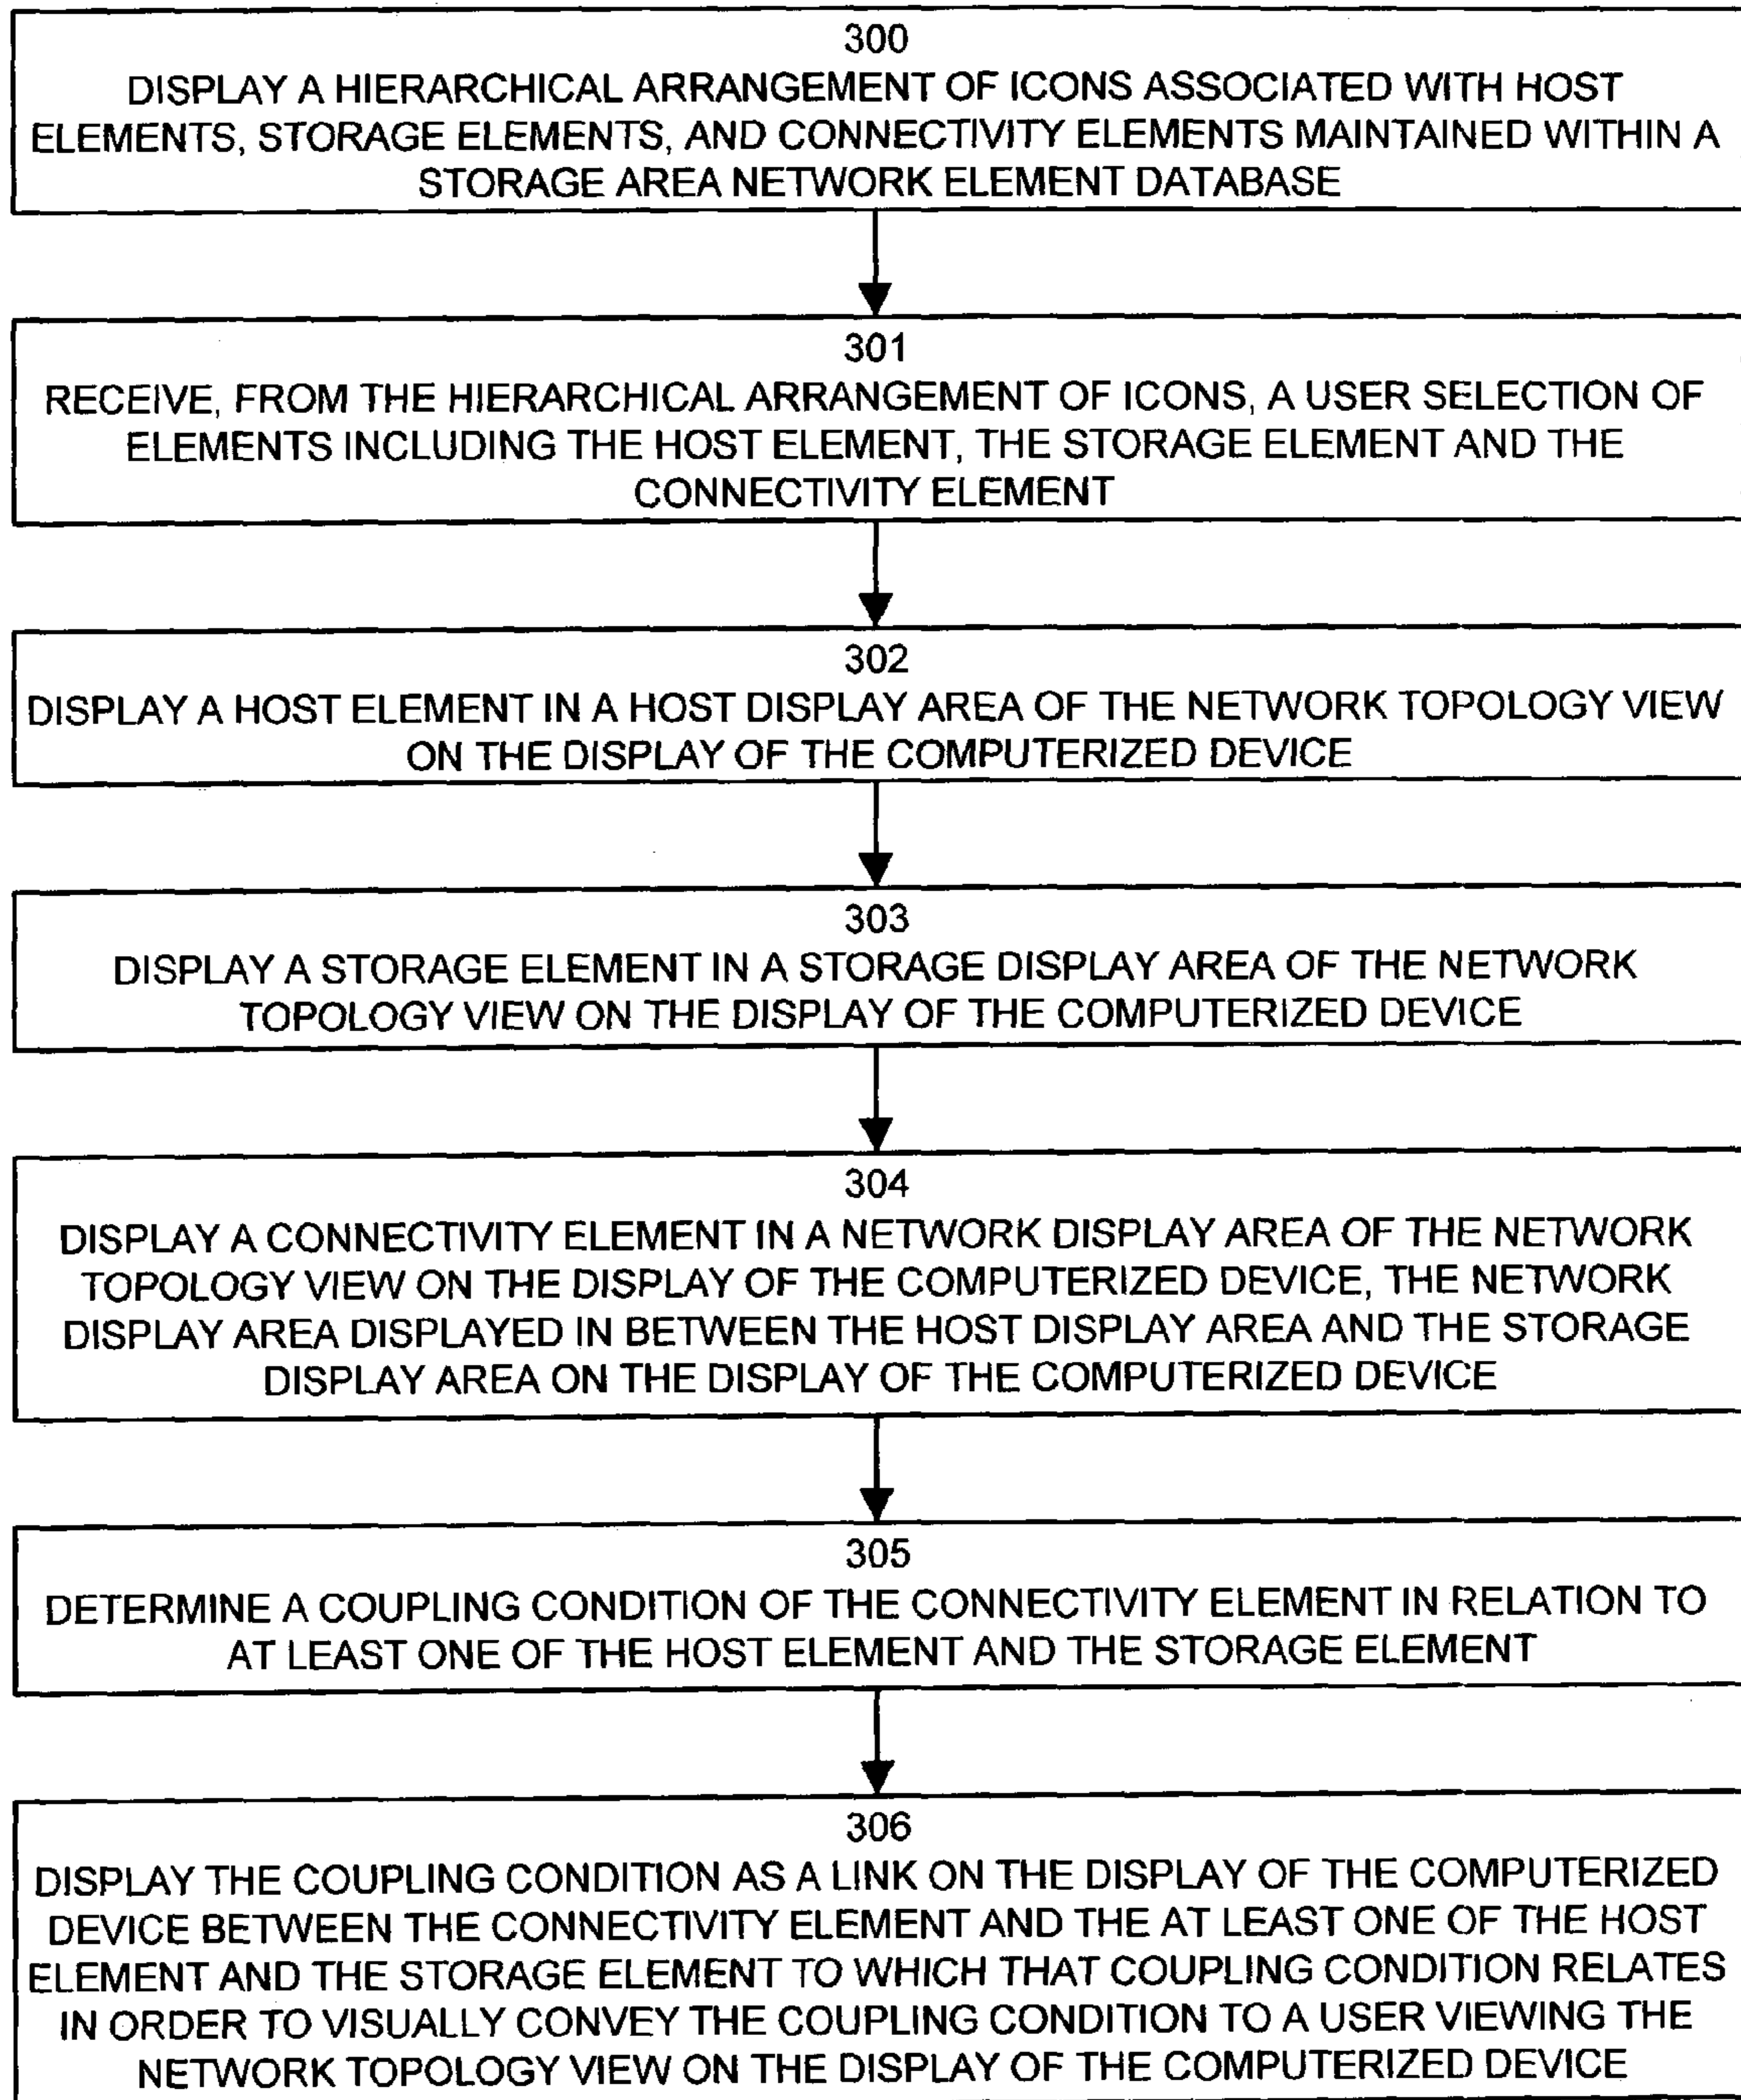 300
DISPLAY A HIERARCHICAL ARRANGEMENT OF ICONS ASSOCIATED WITH HOST
ELEMENTS, STORAGE ELEMENTS, AND CONNECTIVITY ELEMENTS MAINTAINED WITHIN A
STORAGE AREA NETWORK ELEMENT DATABASE
301
RECEIVE, FROM THE HIERARCHICAL ARRANGEMENT OF ICONS, A USER SELECTION OF
ELEMENTS INCLUDING THE HOST ELEMENT, THE STORAGE ELEMENT AND THE
CONNECTIVITY ELEMENT
302
DISPLAY A HOST ELEMENT IN A HOST DISPLAY AREA OF THE NETWORK TOPOLOGY VIEW
ON THE DISPLAY OF THE COMPUTERIZED DEVICE
303
DISPLAY A STORAGE ELEMENT IN A STORAGE DISPLAY AREA OF THE NETWORK
TOPOLOGY VIEW ON THE DISPLAY OF THE COMPUTERIZED DEVICE
304
DISPLAY A CONNECTIVITY ELEMENT IN A NETWORK DISPLAY AREA OF THE NETWORK
TOPOLOGY VIEW ON THE DISPLAY OF THE COMPUTERIZED DEVICE, THE NETWORK
DISPLAY AREA DISPLAYED IN BETWEEN THE HOST DISPLAY AREA AND THE STORAGE
DISPLAY AREA ON THE DISPLAY OF THE COMPUTERIZED DEVICE
305
DETERMINE A COUPLING CONDITION OF THE CONNECTIVITY ELEMENT IN RELATION TO
AT LEAST ONE OF THE HOST ELEMENT AND THE STORAGE ELEMENT
306
DISPLAY THE COUPLING CONDITION AS A LINK ON THE DISPLAY OF THE COMPUTERIZED
DEVICE BETWEEN THE CONNECTIVITY ELEMENT AND THE AT LEAST ONE OF THE HOST
ELEMENT AND THE STORAGE ELEMENT TO WHICH THAT COUPLING CONDITION RELATES
IN ORDER TO VISUALLY CONVEY THE COUPLING CONDITION TO A USER VIEWING THE
NETWORK TOPOLOGY VIEW ON THE DISPLAY OF THE COMPUTERIZED DEVICE